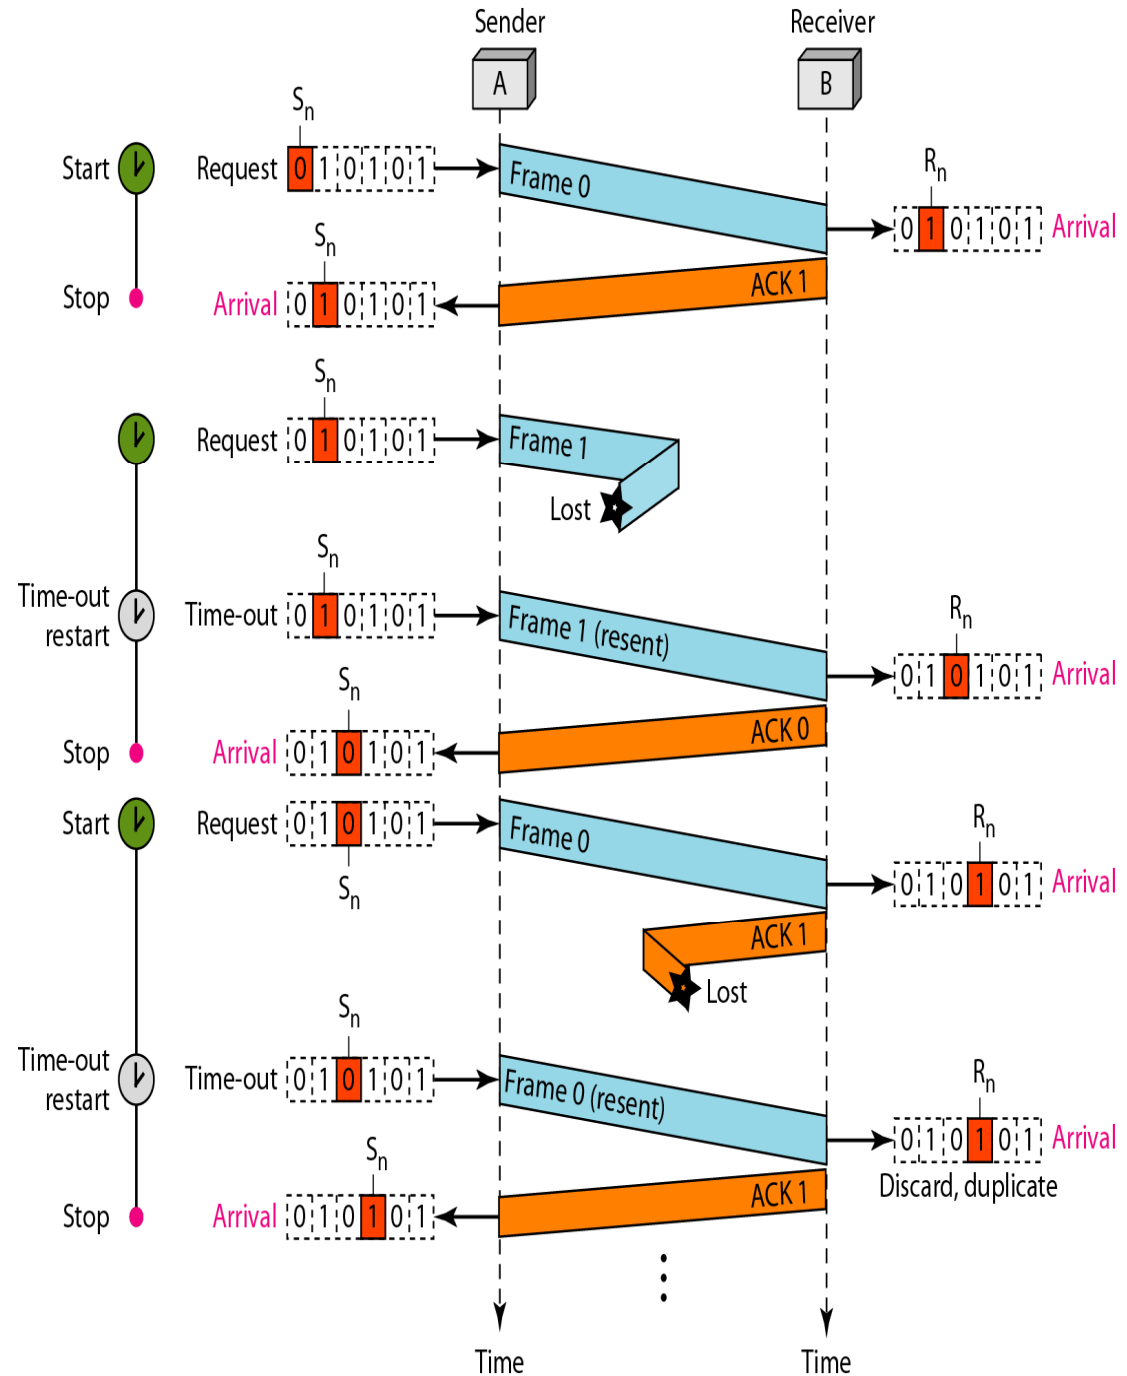 Sender Receiver
A B
Sn
Start Request 0 1 0 1 0 1 Frame 0
Rn
0 1 0 1 0 1 Arrival
Sn
Stop Arrival 0 1 0 1 0 1 ACK 1
Sn
Request 0 1 0 1 0 1 Frame 1
Lost
Sn
Time-out
restart
Time-out 0 1 0 1 0 1 Frame 1 (resent)
Rn
0 1 0 1 0 1 Arrival
Sn
Stop Arrival 0 1 0 1 0 1 ACK 0
Start Request 0 1 0 1 0 1 Frame 0
Sn
Rn
0 1 0 1 0 1 Arrival
ACK 1
Lost
Sn
Time-out
restart
Time-out 0 1 0 1 0 1 Frame 0 (resent)
Rn
0 1 0 1 0 1 Arrival
Discard, duplicate
Sn
Stop Arrival 0 1 0 1 0 1 ACK 1
Time Time